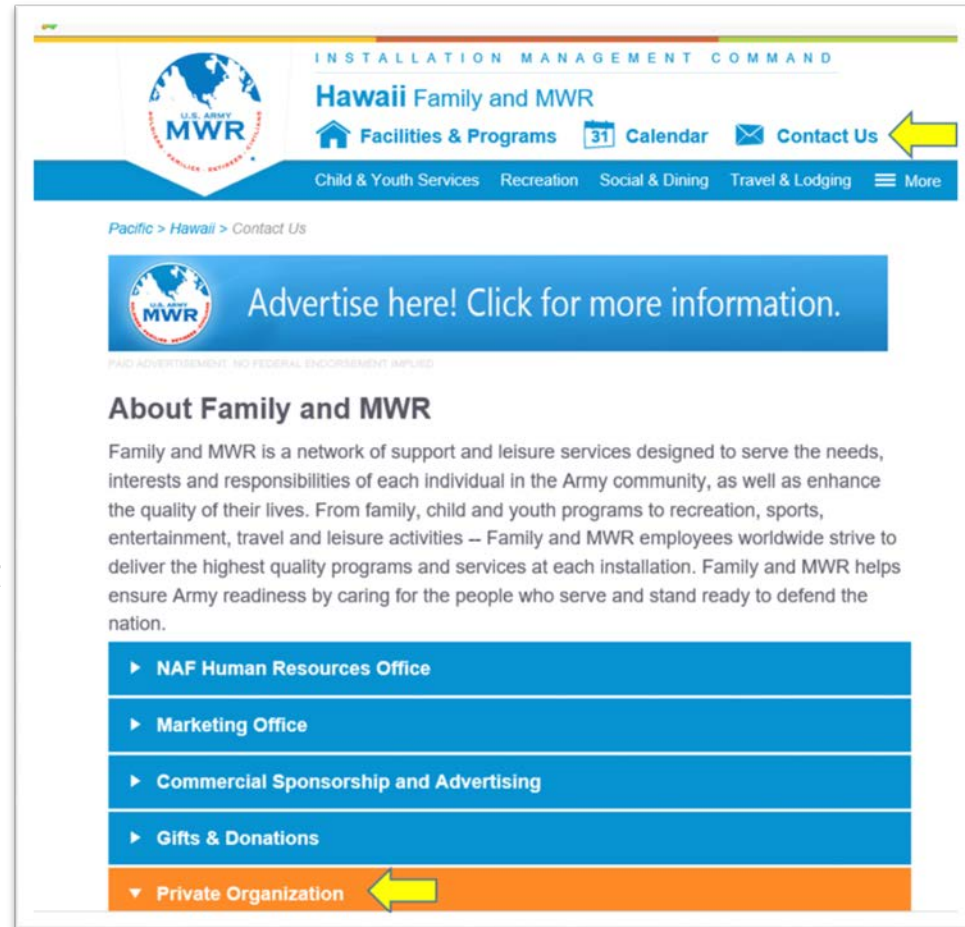 INSTALLATION MANAGEMENT COMMAND
Hawaii Family and MWR
U.S. ARMY
MWR
SOLDIERS · FAMILIES · RETIREES · CIVILIANS
Facilities & Programs 31 Calendar Contact Us
Child & Youth Services Recreation Social & Dining Travel & Lodging More
Pacific > Hawaii > Contact Us
U.S. ARMY
MWR
Advertise here! Click for more information.
PAID ADVERTISEMENT. NO FEDERAL ENDORSEMENT IMPLIED
About Family and MWR
Family and MWR is a network of support and leisure services designed to serve the needs,
interests and responsibilities of each individual in the Army community, as well as enhance
the quality of their lives. From family, child and youth programs to recreation, sports,
entertainment, travel and leisure activities -- Family and MWR employees worldwide strive to
deliver the highest quality programs and services at each installation. Family and MWR helps
ensure Army readiness by caring for the people who serve and stand ready to defend the
nation.
NAF Human Resources Office
Marketing Office
Commercial Sponsorship and Advertising
Gifts & Donations
Private Organization